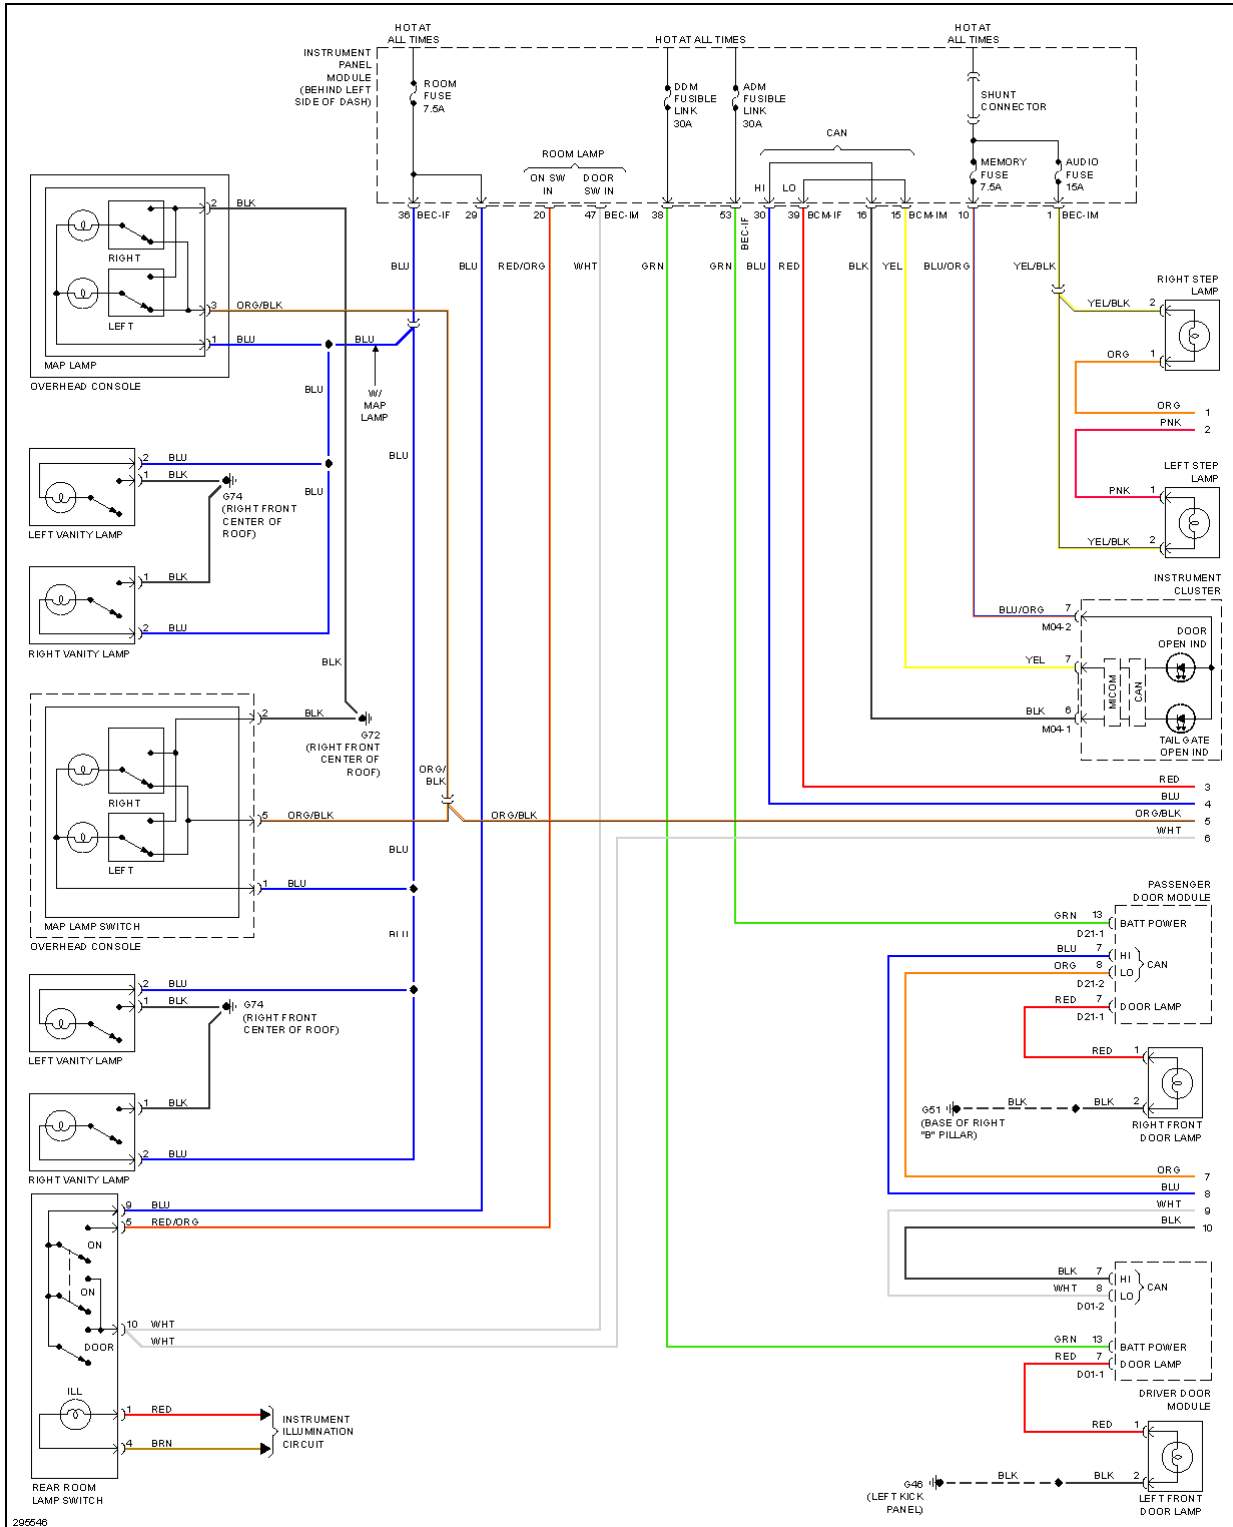 HOT AT
ALL TIMES
HOT AT ALL TIMES
HOT AT
ALL TIMES
INSTRUMENT
PANEL
MODULE
(BEHIND LEFT
SIDE OF DASH)
ROOM
FUSE
7.5A
DDM
FUSIBLE
LINK
30A
ADM
FUSIBLE
LINK
30A
SHUNT
CONNECTOR
CAN
ROOM LAMP
ON SW
IN
DOOR
SW IN
HI
LO
MEMORY
FUSE
7.5A
AUDIO
FUSE
15A
36 BEC-IF
29
20
47 BEC-IM
38
53
BEC-IF
30
39 BCM-IF
16
15 BCM-IM
10
1 BEC-IM
BLU
BLU
RED/ORG
WHT
GRN
GRN
BLU
RED
BLK
YEL
BLU/ORG
YEL/BLK
RIGHT
LEFT
MAP LAMP
OVERHEAD CONSOLE
2 BLK
3 ORG/BLK
1 BLU
BLU
BLU
W/
MAP
LAMP
RIGHT STEP
LAMP
YEL/BLK 2
ORG 1
ORG 1
PNK 2
LEFT STEP
LAMP
PNK 1
YEL/BLK 2
2 BLU
1 BLK
BLU
BLU
G74
(RIGHT FRONT
CENTER OF
ROOF)
LEFT VANITY LAMP
1 BLK
2 BLU
RIGHT VANITY LAMP
BLK
INSTRUMENT
CLUSTER
BLU/ORG 7
M04-2
DOOR
OPEN IND
YEL 7
MICOM
CAN
BLK 6
M04-1
TAIL GATE
OPEN IND
2 BLK
G72
(RIGHT FRONT
CENTER OF
ROOF)
RIGHT
LEFT
ORG/
BLK
5 ORG/BLK
ORG/BLK
1 BLU
BLU
BLU
MAP LAMP SWITCH
OVERHEAD CONSOLE
RED 3
BLU 4
ORG/BLK 5
WHT 6
PASSENGER
DOOR MODULE
GRN 13
D21-1
BATT POWER
BLU 7
HI
ORG 8
LO
CAN
D21-2
RED 7
D21-1
DOOR LAMP
RED 1
BLK
BLK 2
G51
(BASE OF RIGHT
"B" PILLAR)
RIGHT FRONT
DOOR LAMP
2 BLU
1 BLK
G74
(RIGHT FRONT
CENTER OF ROOF)
LEFT VANITY LAMP
1 BLK
2 BLU
RIGHT VANITY LAMP
ORG 7
BLU 8
WHT 9
BLK 10
9 BLU
5 RED/ORG
ON
ON
10 WHT
WHT
DOOR
ILL
1 RED
4 BRN
INSTRUMENT
ILLUMINATION
CIRCUIT
REAR ROOM
LAMP SWITCH
BLK 7
HI
WHT 8
LO
CAN
D01-2
GRN 13
BATT POWER
RED 7
DOOR LAMP
D01-1
DRIVER DOOR
MODULE
RED 1
BLK
BLK 2
G46
(LEFT KICK
PANEL)
LEFT FRONT
DOOR LAMP
295546